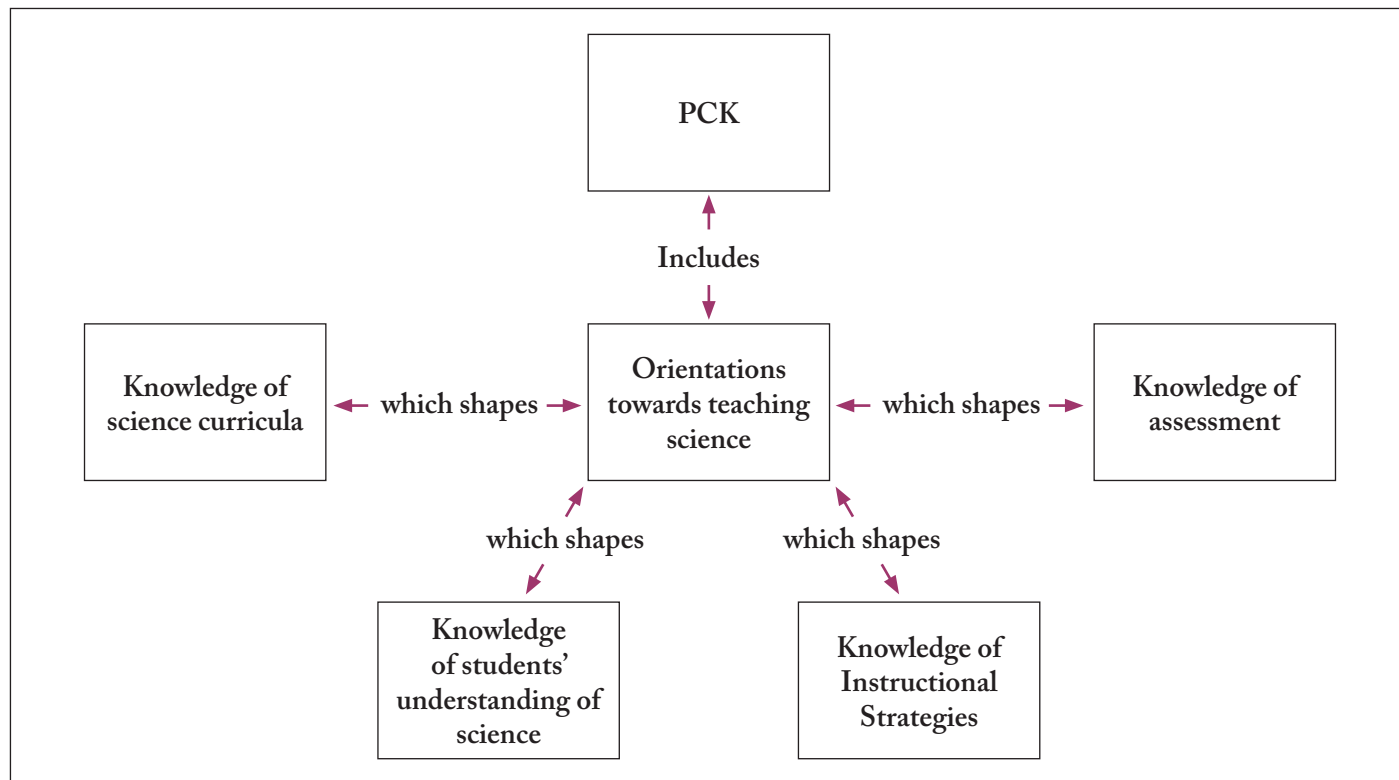 PCK
Includes
Knowledge of
science curricula
which shapes
Orientations
towards teaching
science
which shapes
Knowledge of
assessment
which shapes
which shapes
Knowledge
of students’
understanding of
science
Knowledge of
Instructional
Strategies